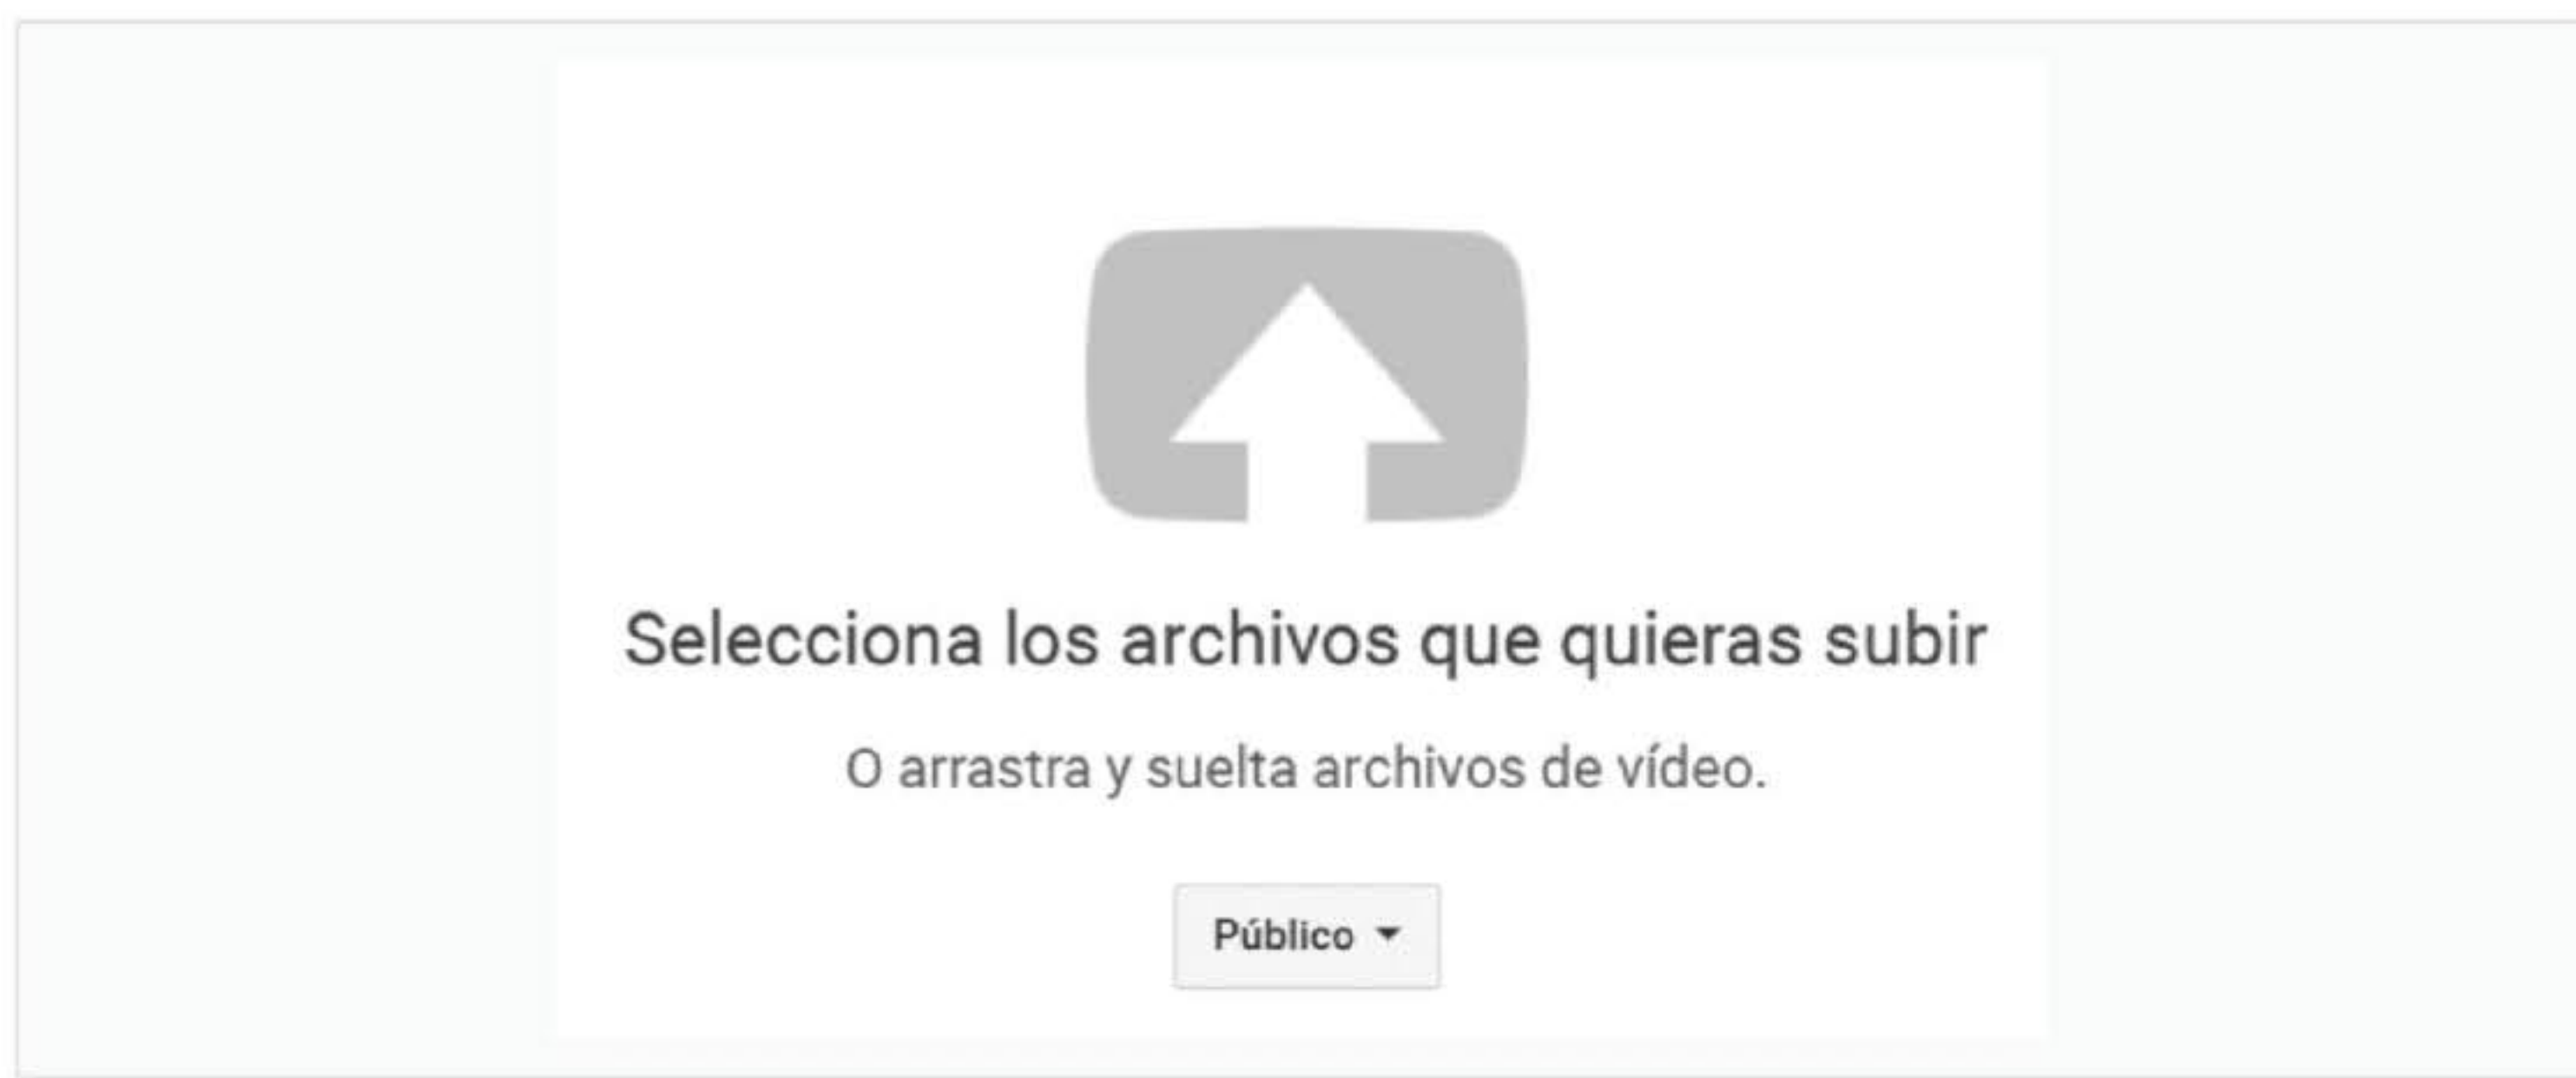 Selecciona los archivos que quieras subir
O arrastra y suelta archivos de vídeo.
Público